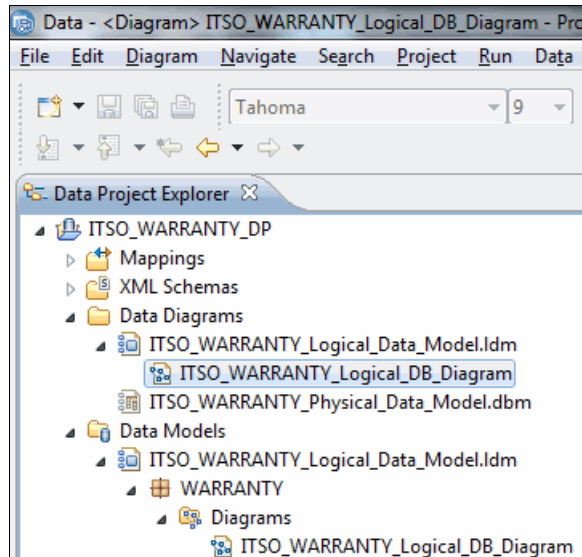 Data - <Diagram> ITSO_WARRANTY_Logical_DB_Diagram - Pro
File Edit Diagram Navigate Search Project Run Data
Tahoma 9
Data Project Explorer
ITSO_WARRANTY_DP
Mappings
XML Schemas
Data Diagrams
ITSO_WARRANTY_Logical_Data_Model.ldm
ITSO_WARRANTY_Logical_DB_Diagram
ITSO_WARRANTY_Physical_Data_Model.dbm
Data Models
ITSO_WARRANTY_Logical_Data_Model.ldm
WARRANTY
Diagrams
ITSO_WARRANTY_Logical_DB_Diagram